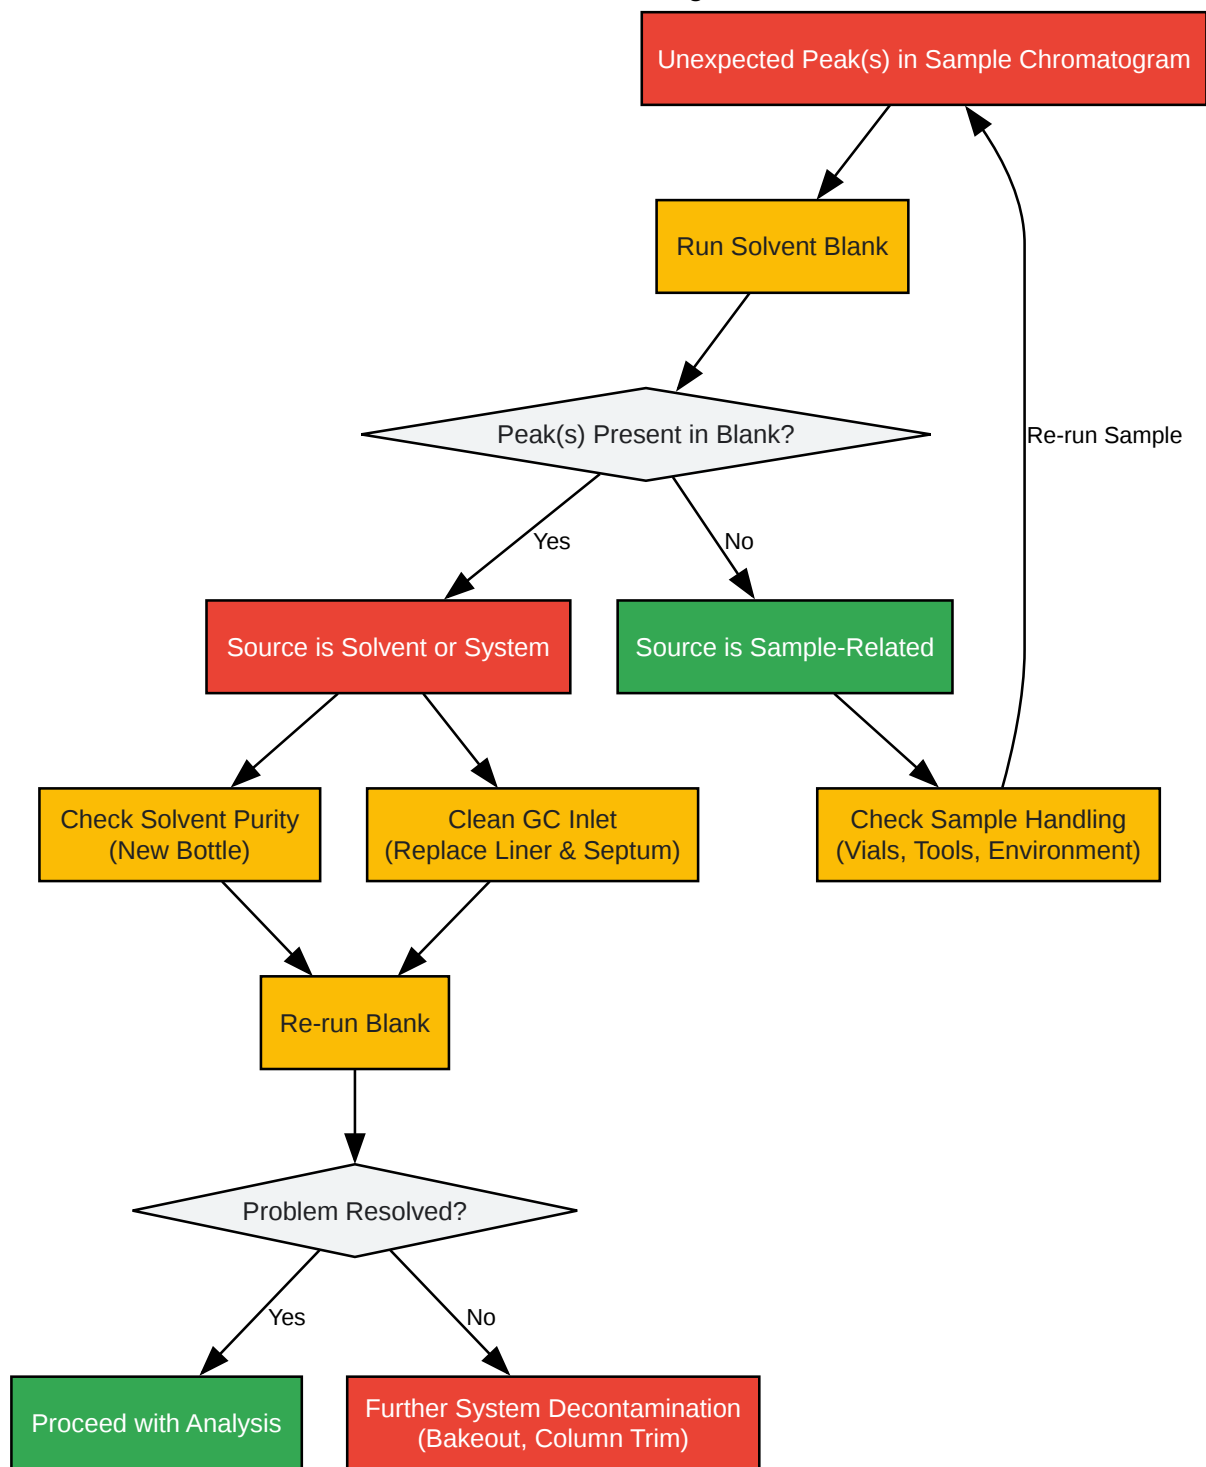 Unexpected Peak(s) in Sample Chromatogram
Run Solvent Blank
Peak(s) Present in Blank?
Re-run Sample
Yes
No
Source is Solvent or System
Source is Sample-Related
Check Solvent Purity
(New Bottle)
Clean GC Inlet
(Replace Liner & Septum)
Check Sample Handling
(Vials, Tools, Environment)
Re-run Blank
Problem Resolved?
Yes
No
Proceed with Analysis
Further System Decontamination
(Bakeout, Column Trim)